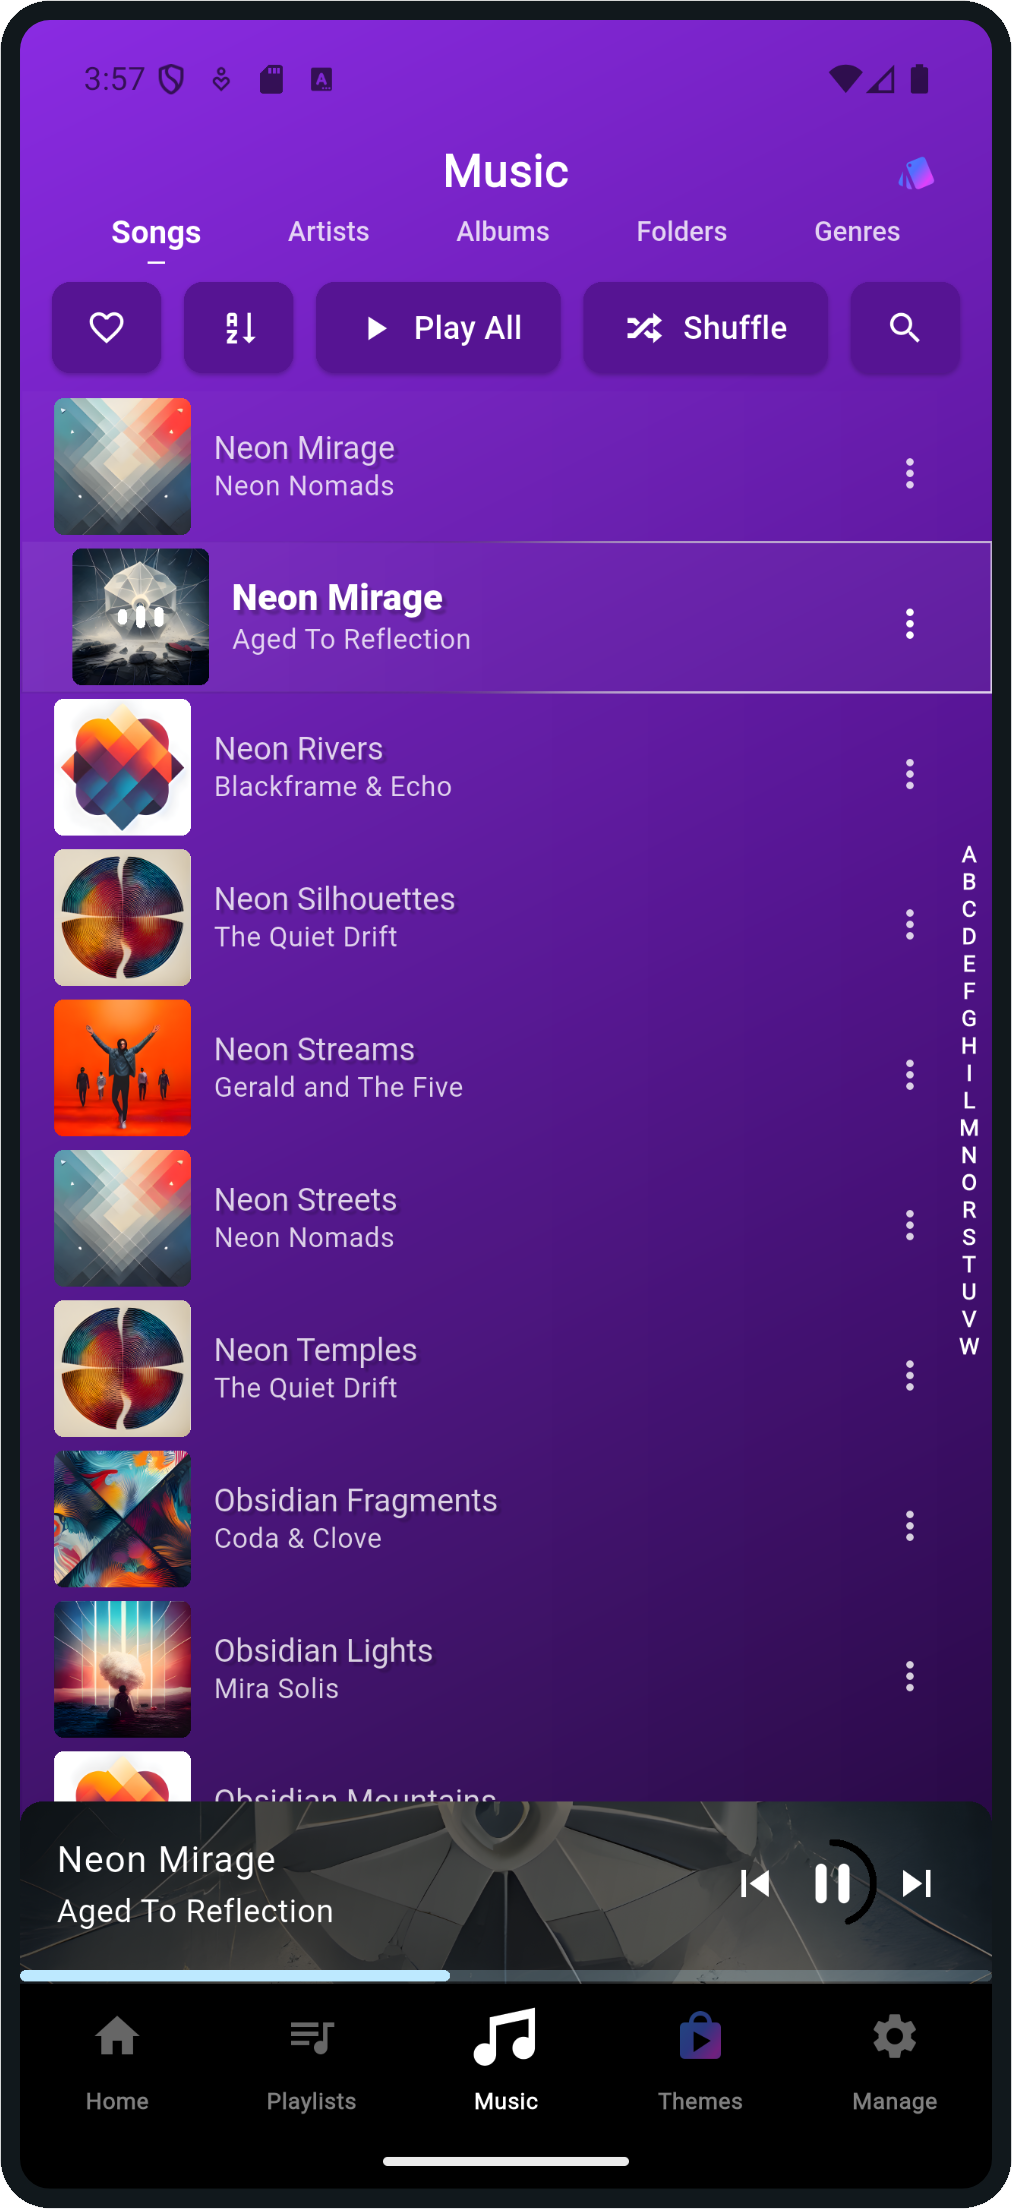 3:57
Music
Songs Artists Albums Folders Genres
Play All Shuffle
Neon Mirage
Neon Nomads
Neon Mirage
Aged To Reflection
Neon Rivers
Blackframe & Echo
Neon Silhouettes
The Quiet Drift
Neon Streams
Gerald and The Five
Neon Streets
Neon Nomads
Neon Temples
The Quiet Drift
Obsidian Fragments
Coda & Clove
Obsidian Lights
Mira Solis
Obsidian Mountains
A
B
C
D
E
F
G
H
I
L
M
N
O
R
S
T
U
V
W
Neon Mirage
Aged To Reflection
Home Playlists Music Themes Manage